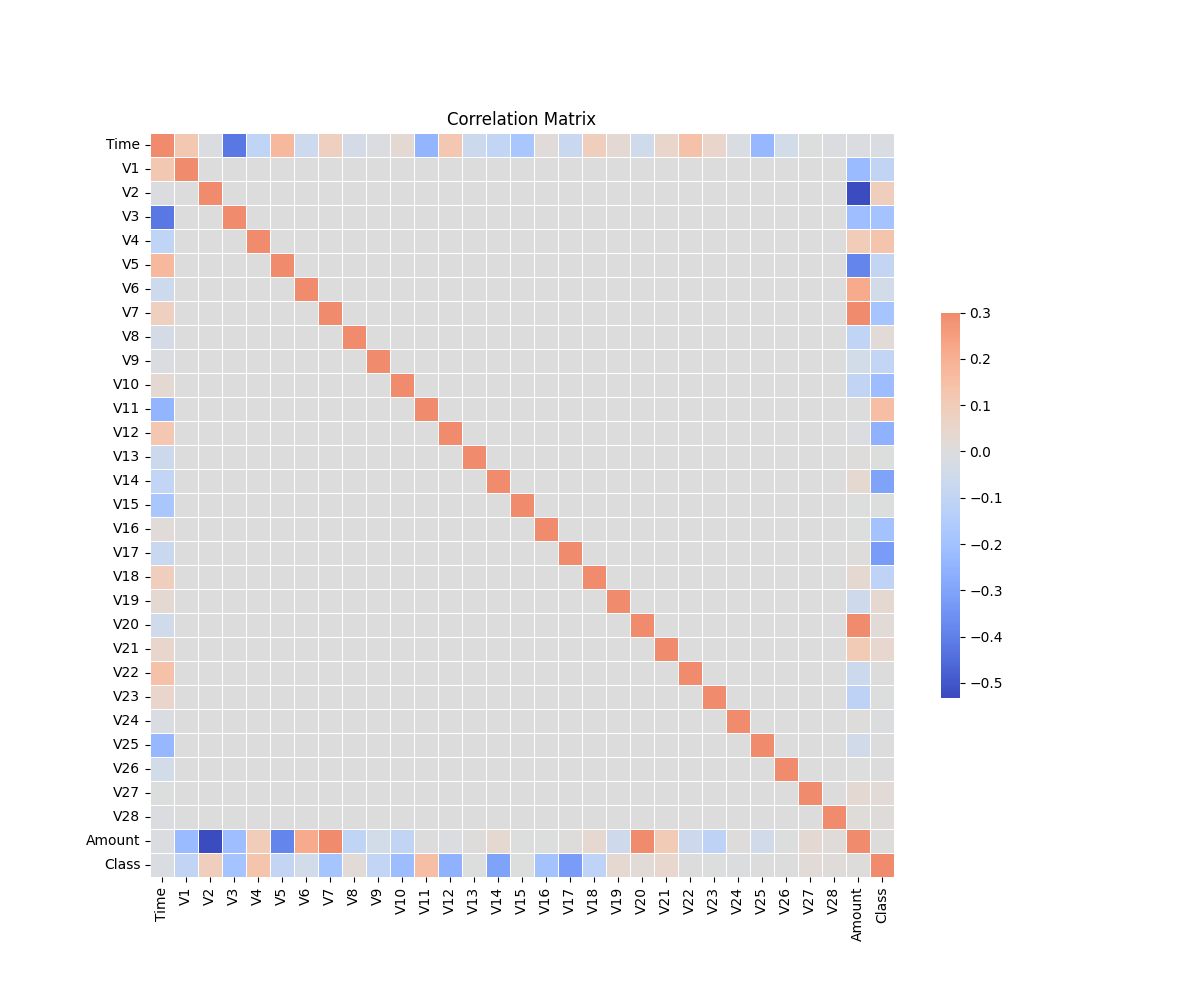 Correlation Matrix
Time
V1
V2
V3
V4
V5
V6
V7
V8
V9
V10
V11
V12
V13
V14
V15
V16
V17
V18
V19
V20
V21
V22
V23
V24
V25
V26
V27
V28
Amount
Class
Time V1 V2 V3 V4 V5 V6 V7 V8 V9 V10 V11 V12 V13 V14 V15 V16 V17 V18 V19 V20 V21 V22 V23 V24 V25 V26 V27 V28 Amount Class
0.3
0.2
0.1
0.0
−0.1
−0.2
−0.3
−0.4
−0.5